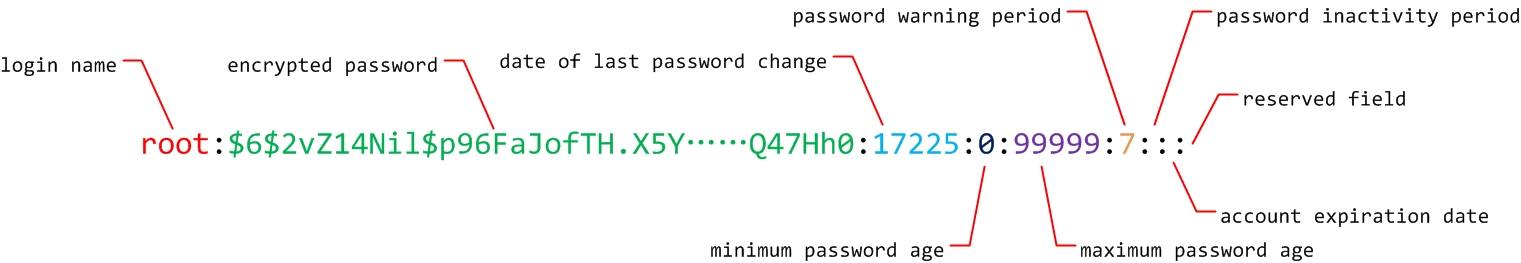 password warning period
password inactivity period
login name
encrypted password
date of last password change
reserved field
root:$6$2vZ14Nil$p96FaJofTH.X5Y······Q47Hh0:17225:0:99999:7:::
account expiration date
minimum password age
maximum password age